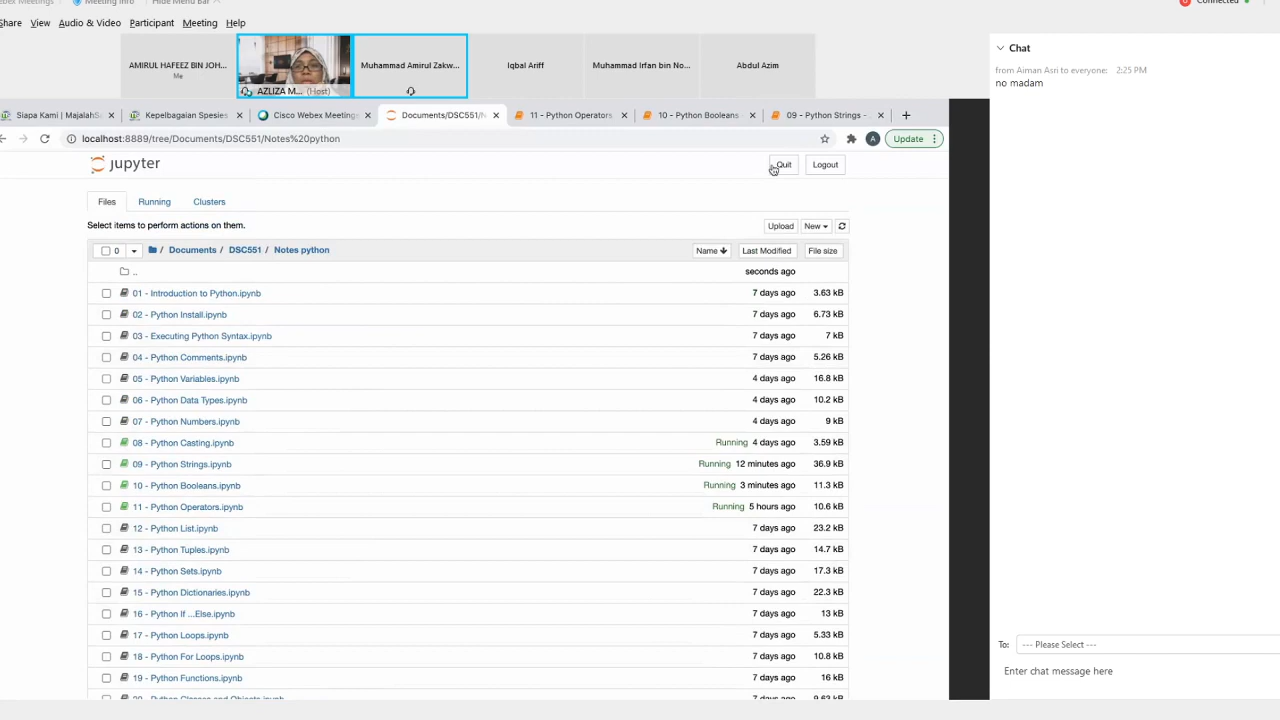 ebex Meetings Meeting Info Hide Menu Bar Connected
Share View Audio & Video Participant Meeting Help
AMIRUL HAFEEZ BIN JOH...
Me
AZLIZA M... (Host)
Muhammad Amirul Zakw...
Iqbal Ariff
Muhammad Irfan bin No...
Abdul Azim
Siapa Kami | MajalahSa Kepelbagaian Spesies Cisco Webex Meetings Documents/DSC551/N 11 - Python Operators 10 - Python Booleans 09 - Python Strings -
localhost:8889/tree/Documents/DSC551/Notes%20python A Update
jupyter Quit Logout
Files Running Clusters
Select items to perform actions on them. Upload New
0 / Documents / DSC551 / Notes python Name Last Modified File size
.. seconds ago
01 - Introduction to Python.ipynb 7 days ago 3.63 kB
02 - Python Install.ipynb 7 days ago 6.73 kB
03 - Executing Python Syntax.ipynb 7 days ago 7 kB
04 - Python Comments.ipynb 7 days ago 5.26 kB
05 - Python Variables.ipynb 4 days ago 16.8 kB
06 - Python Data Types.ipynb 4 days ago 10.2 kB
07 - Python Numbers.ipynb 4 days ago 9 kB
08 - Python Casting.ipynb Running 4 days ago 3.59 kB
09 - Python Strings.ipynb Running 12 minutes ago 36.9 kB
10 - Python Booleans.ipynb Running 3 minutes ago 11.3 kB
11 - Python Operators.ipynb Running 5 hours ago 10.6 kB
12 - Python List.ipynb 7 days ago 23.2 kB
13 - Python Tuples.ipynb 7 days ago 14.7 kB
14 - Python Sets.ipynb 7 days ago 17.3 kB
15 - Python Dictionaries.ipynb 7 days ago 22.3 kB
16 - Python If ...Else.ipynb 7 days ago 13 kB
17 - Python Loops.ipynb 7 days ago 5.33 kB
18 - Python For Loops.ipynb 7 days ago 10.8 kB
19 - Python Functions.ipynb 7 days ago 16 kB
20 - Python Classes and Objects.ipynb 7 days ago 9.63 kB
Chat
from Aiman Asri to everyone: 2:25 PM
no madam
To: --- Please Select ---
Enter chat message here